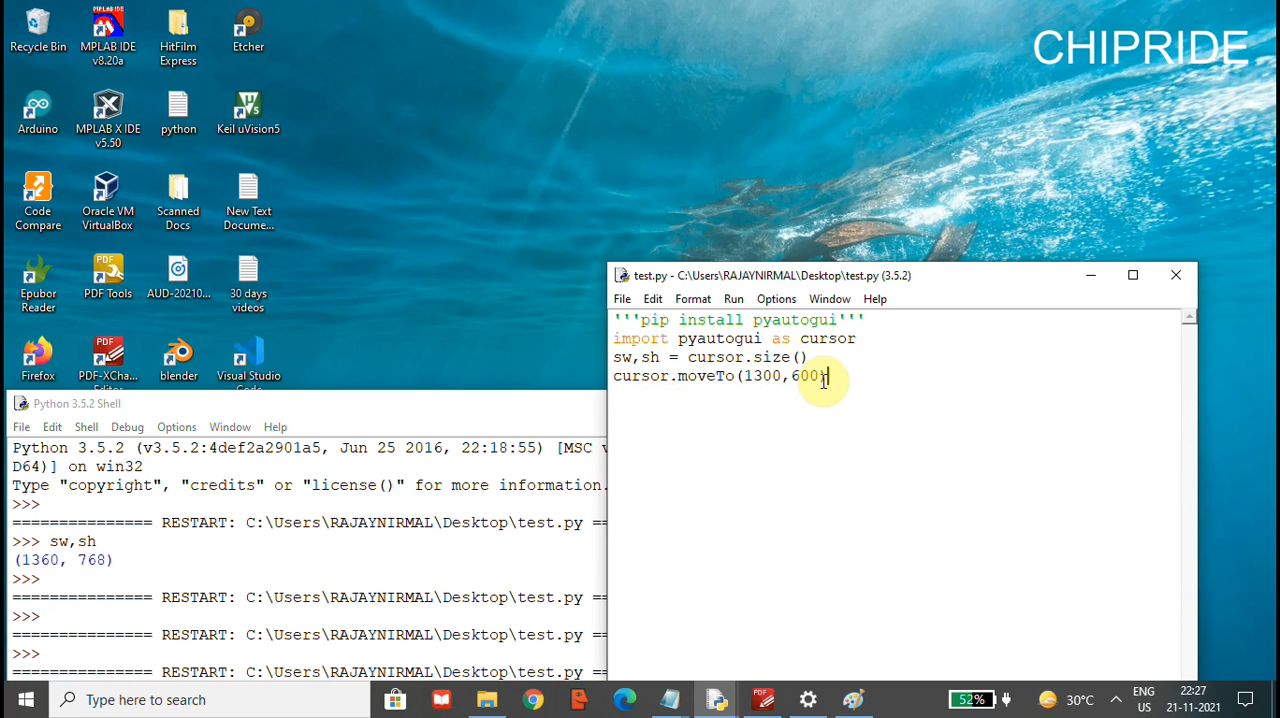 CHIPRIDE
Recycle Bin
MPLAB IDE
v8.20a
HitFilm
Express
Etcher
Arduino
MPLAB X IDE
v5.50
python
Keil uVision5
Code
Compare
Oracle VM
VirtualBox
Scanned
Docs
New Text
Docume...
Epubor
Reader
PDF Tools
AUD-20210...
30 days
videos
Firefox
PDF-XCha...
Editor
blender
Visual Studio
test.py - C:\Users\RAJAYNIRMAL\Desktop\test.py (3.5.2)
File Edit Format Run Options Window Help
'''pip install pyautogui'''
import pyautogui as cursor
sw,sh = cursor.size()
cursor.moveTo(1300,600)
Python 3.5.2 Shell
File Edit Shell Debug Options Window Help
Python 3.5.2 (v3.5.2:4def2a2901a5, Jun 25 2016, 22:18:55) [MSC v
D64)] on win32
Type "copyright", "credits" or "license()" for more information.
>>>
=============== RESTART: C:\Users\RAJAYNIRMAL\Desktop\test.py ==
>>> sw,sh
(1360, 768)
>>>
=============== RESTART: C:\Users\RAJAYNIRMAL\Desktop\test.py ==
>>>
=============== RESTART: C:\Users\RAJAYNIRMAL\Desktop\test.py ==
>>>
=============== RESTART: C:\Users\RAJAYNIRMAL\Desktop\test.py ==
Type here to search
52%
30°C
ENG
US
22:27
21-11-2021